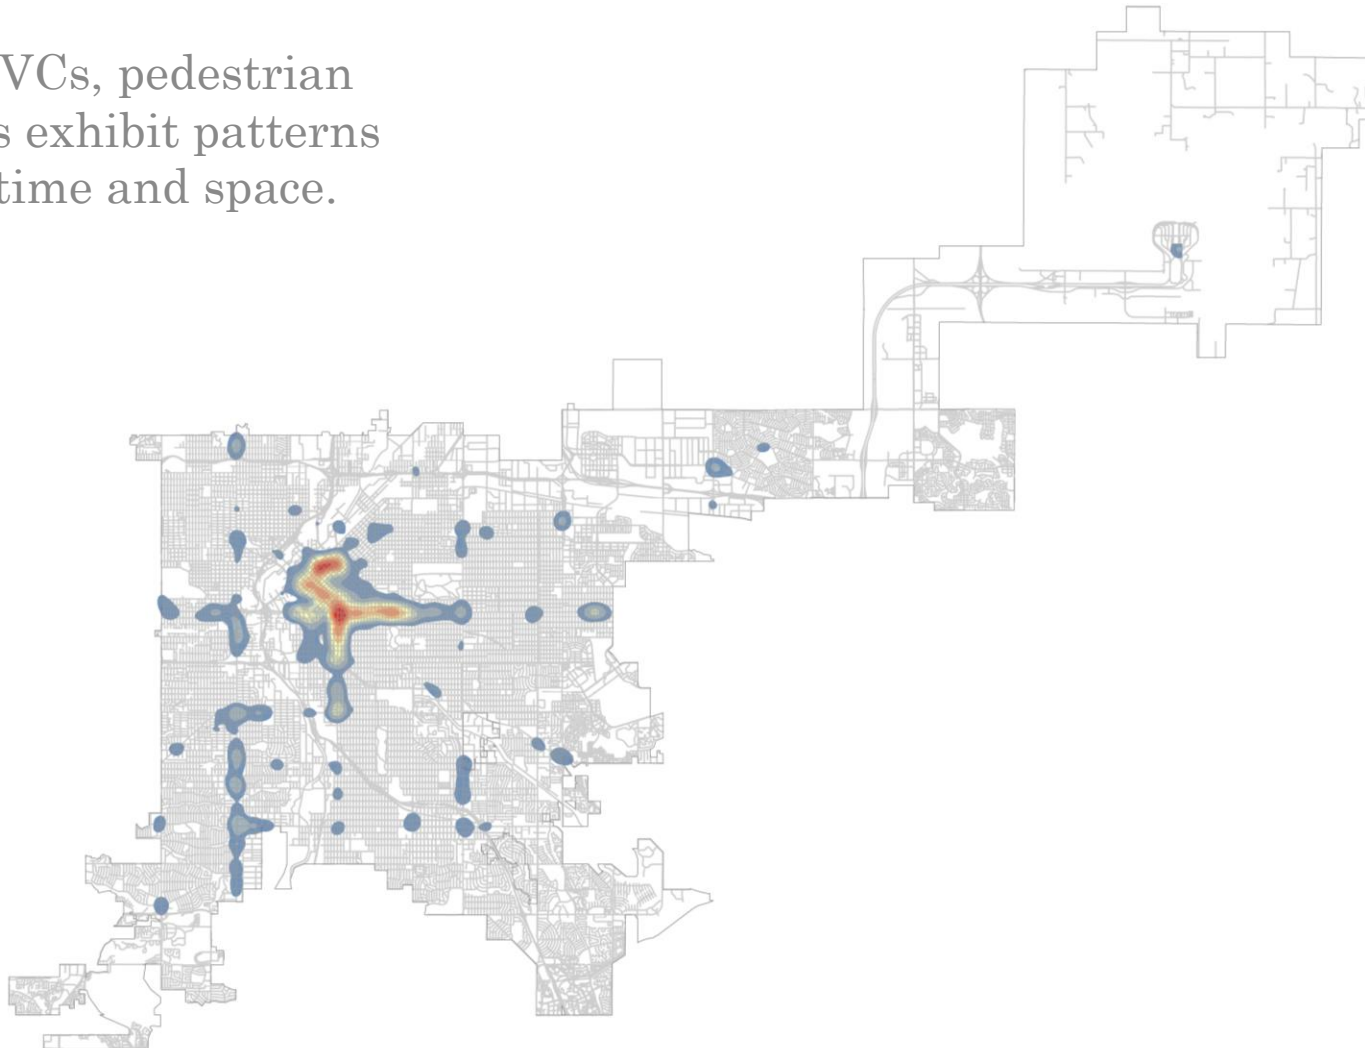 VCs, pedestrian
s exhibit patterns
time and space.